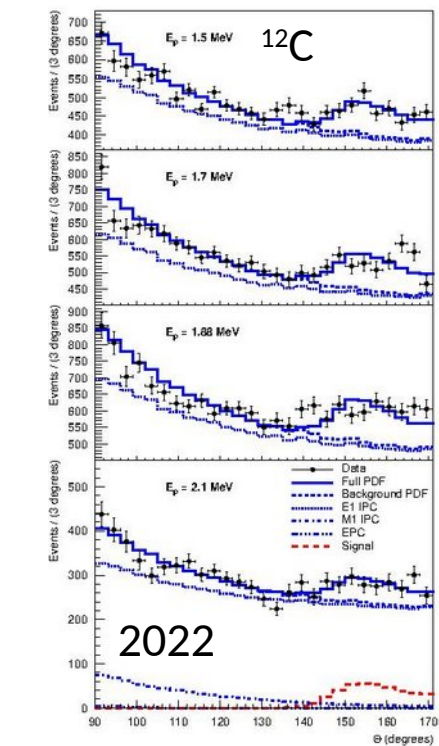 Events / (3 degrees)
700
650
600
550
500
450
400
E_p = 1.5 MeV
¹²C
Events / (3 degrees)
850
800
750
700
650
600
550
500
450
E_p = 1.7 MeV
Events / (3 degrees)
900
850
800
750
700
650
600
550
500
E_p = 1.88 MeV
Events / (3 degrees)
500
400
300
200
100
0
E_p = 2.1 MeV
Data
Full PDF
Background PDF
E1 IPC
M1 IPC
EPC
Signal
2022
90 100 110 120 130 140 150 160 170
Θ (degrees)